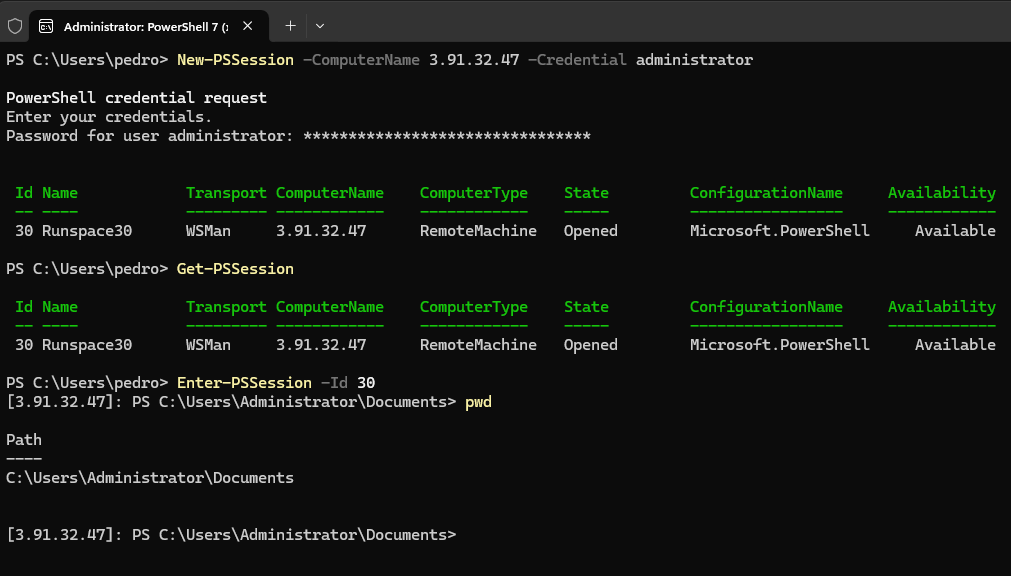 Administrator: PowerShell 7 (
PS C:\Users\pedro> New-PSSession -ComputerName 3.91.32.47 -Credential administrator
PowerShell credential request
Enter your credentials.
Password for user administrator: ********************************
Id Name Transport ComputerName ComputerType State ConfigurationName Availability
-- ---- --------- ------------ ------------ ----- ----------------- ------------
30 Runspace30 WSMan 3.91.32.47 RemoteMachine Opened Microsoft.PowerShell Available
PS C:\Users\pedro> Get-PSSession
Id Name Transport ComputerName ComputerType State ConfigurationName Availability
-- ---- --------- ------------ ------------ ----- ----------------- ------------
30 Runspace30 WSMan 3.91.32.47 RemoteMachine Opened Microsoft.PowerShell Available
PS C:\Users\pedro> Enter-PSSession -Id 30
[3.91.32.47]: PS C:\Users\Administrator\Documents> pwd
Path
----
C:\Users\Administrator\Documents
[3.91.32.47]: PS C:\Users\Administrator\Documents>